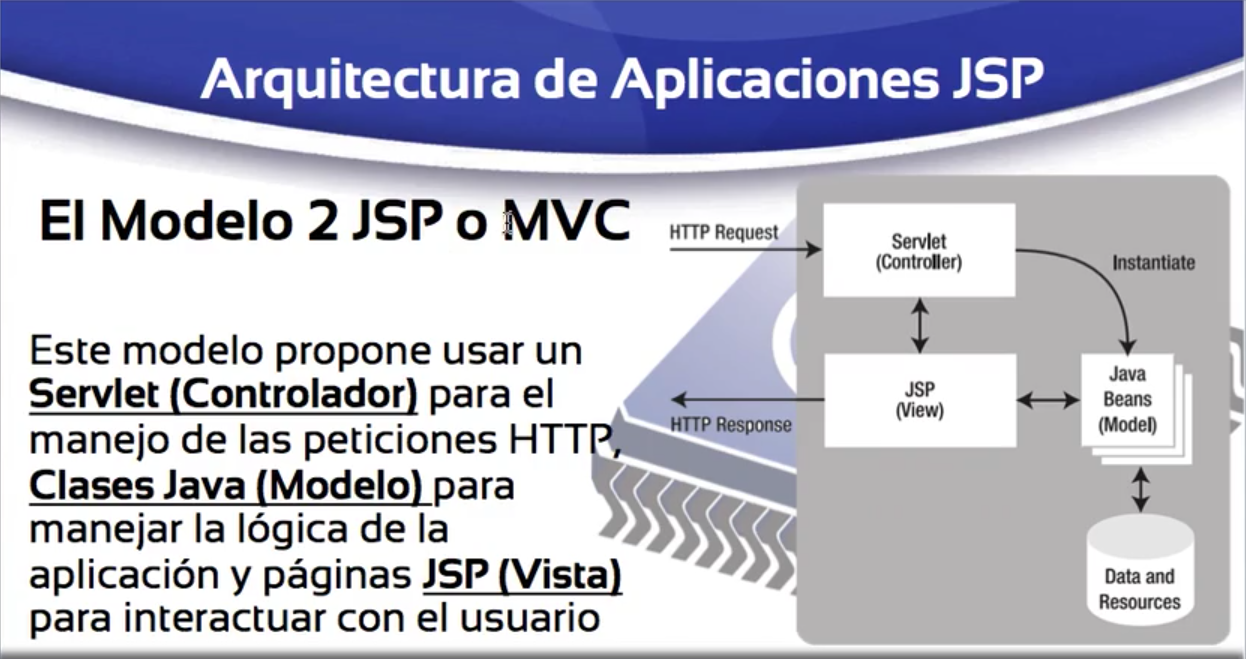 Arquitectura de Aplicaciones JSP
El Modelo 2 JSP o MVC
Este modelo propone usar un
Servlet (Controlador) para el
manejo de las peticiones HTTP,
Clases Java (Modelo) para
manejar la lógica de la
aplicación y páginas JSP (Vista)
para interactuar con el usuario
HTTP Request
Servlet
(Controller)
Instantiate
JSP
(View)
HTTP Response
Java
Beans
(Model)
Data and
Resources